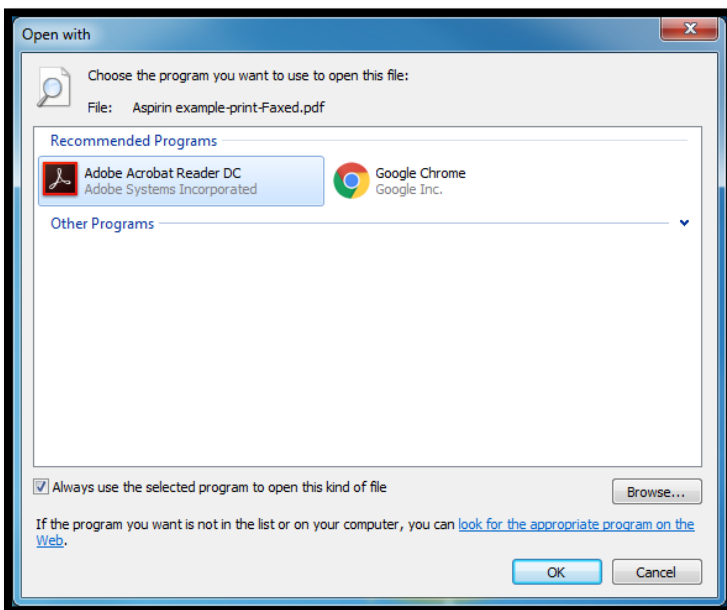 Open with
Choose the program you want to use to open this file:
File: Aspirin example-print-Faxed.pdf
Recommended Programs
Adobe Acrobat Reader DC
Adobe Systems Incorporated
Google Chrome
Google Inc.
Other Programs
Always use the selected program to open this kind of file
Browse...
If the program you want is not in the list or on your computer, you can look for the appropriate program on the
Web.
OK
Cancel